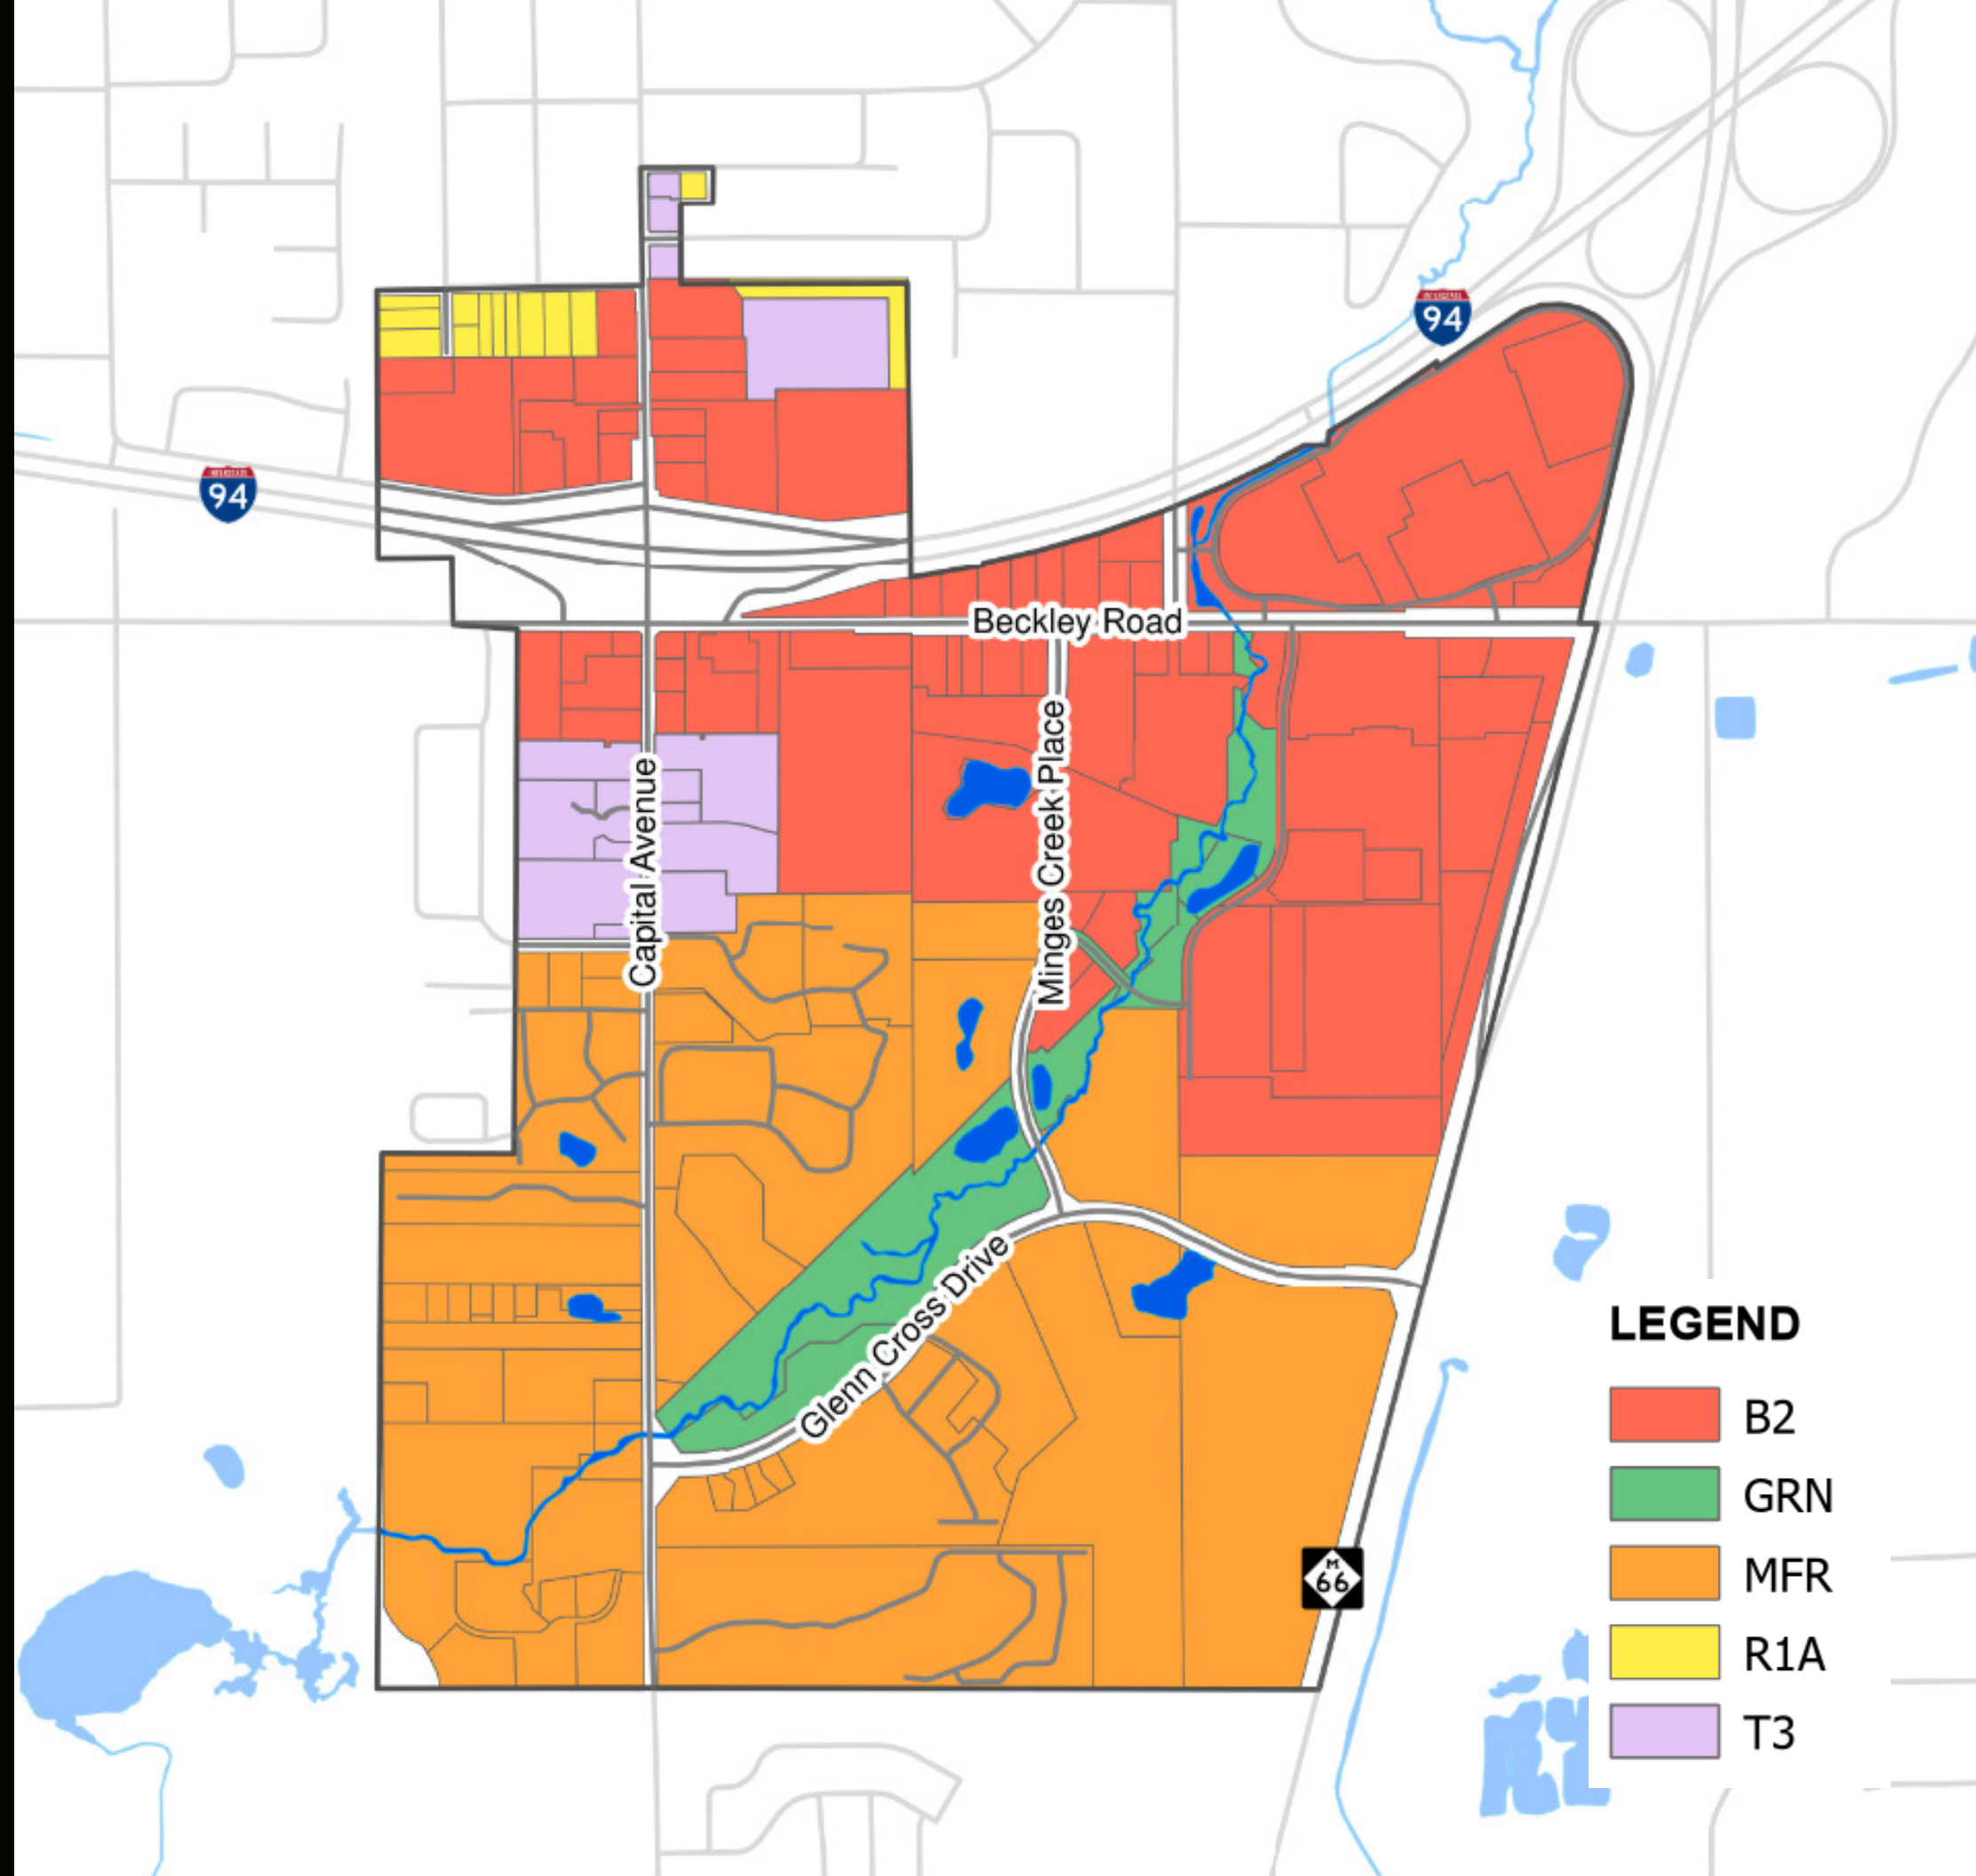 94
94
Beckley Road
Capital Avenue
Minges Creek Place
Glenn Cross Drive
M
66
LEGEND
B2
GRN
MFR
R1A
T3